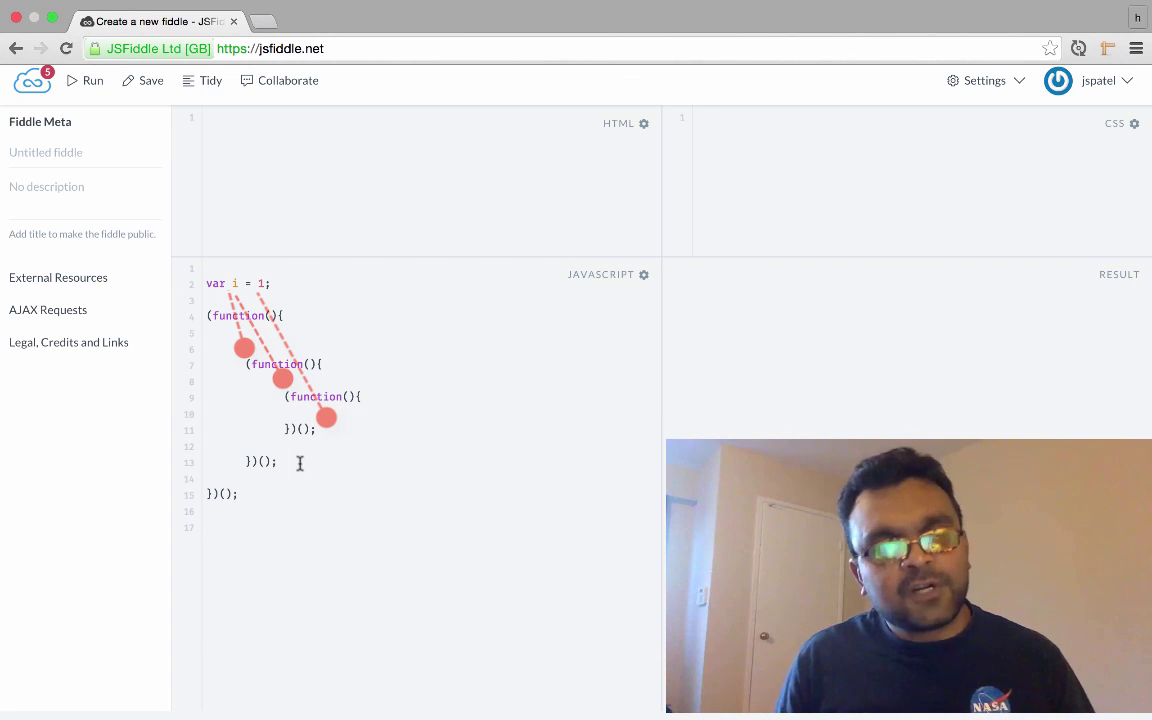 Create a new fiddle - JSFid
h
JSFiddle Ltd [GB] https://jsfiddle.net
5
Run
Save
Tidy
Collaborate
Settings
jspatel
Fiddle Meta
Untitled fiddle
No description
Add title to make the fiddle public.
External Resources
AJAX Requests
Legal, Credits and Links
1
HTML
1
CSS
JAVASCRIPT
RESULT
1
2 var i = 1;
3
4 (function(){
5
6
7 (function(){
8
9 (function(){
10
11 })();
12
13 })();
14
15 })();
16
17
NASA